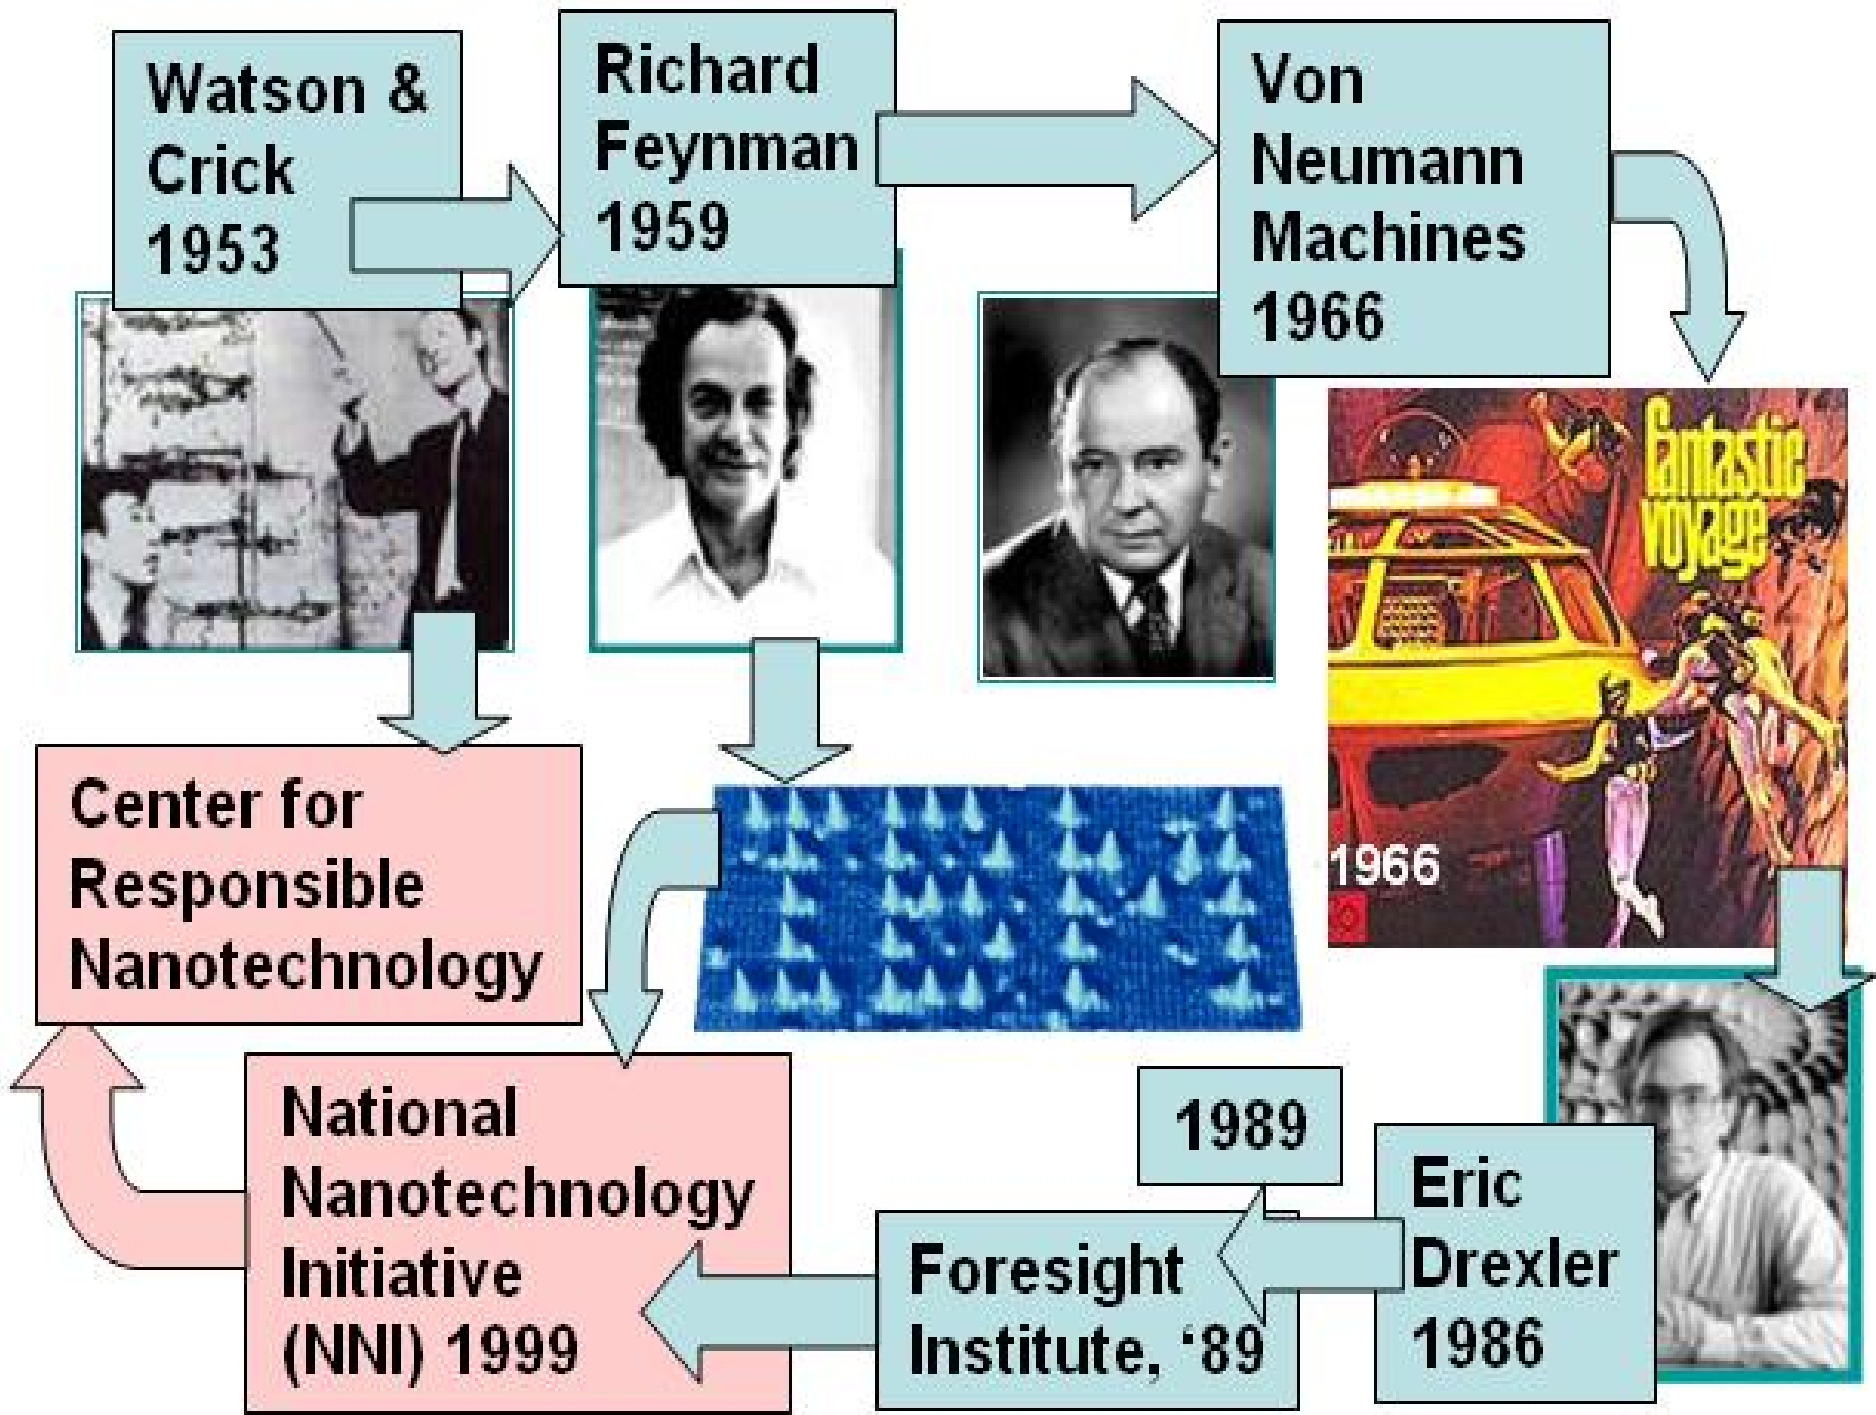 Watson &
Crick
1953
Richard
Feynman
1959
Von
Neumann
Machines
1966
fantastic
voyage
1966
Center for
Responsible
Nanotechnology
IBM
National
Nanotechnology
Initiative
(NNI) 1999
1989
Foresight
Institute, ‘89
Eric
Drexler
1986